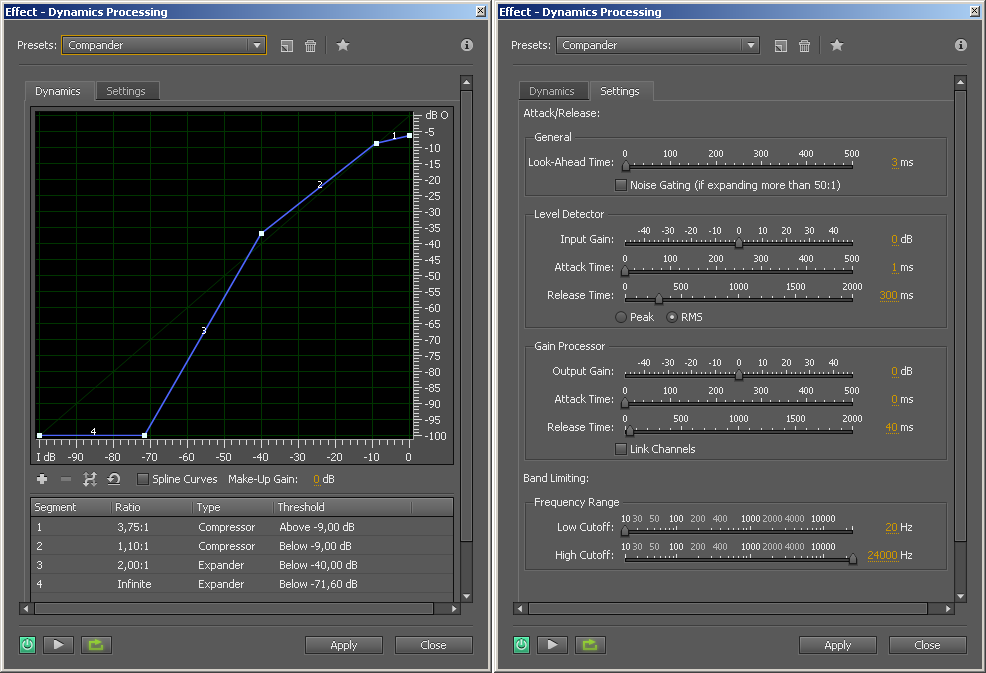 Effect - Dynamics Processing
Presets: Compander
Dynamics Settings
dB O
-5
-10
-15
-20
-25
-30
-35
-40
-45
-50
-55
-60
-65
-70
-75
-80
-85
-90
-95
-100
1
2
3
4
I dB -90 -80 -70 -60 -50 -40 -30 -20 -10 0
Spline Curves Make-Up Gain: 0 dB
Segment Ratio Type Threshold
1 3,75:1 Compressor Above -9,00 dB
2 1,10:1 Compressor Below -9,00 dB
3 2,00:1 Expander Below -40,00 dB
4 Infinite Expander Below -71,60 dB
Apply Close
Effect - Dynamics Processing
Presets: Compander
Dynamics Settings
Attack/Release:
General
0 100 200 300 400 500
Look-Ahead Time: 3 ms
Noise Gating (if expanding more than 50:1)
Level Detector
-40 -30 -20 -10 0 10 20 30 40
Input Gain: 0 dB
0 100 200 300 400 500
Attack Time: 1 ms
0 500 1000 1500 2000
Release Time: 300 ms
Peak RMS
Gain Processor
-40 -30 -20 -10 0 10 20 30 40
Output Gain: 0 dB
0 100 200 300 400 500
Attack Time: 0 ms
0 500 1000 1500 2000
Release Time: 40 ms
Link Channels
Band Limiting:
Frequency Range
10 30 50 100 200 400 1000 2000 4000 10000
Low Cutoff: 20 Hz
10 30 50 100 200 400 1000 2000 4000 10000
High Cutoff: 24000 Hz
Apply Close